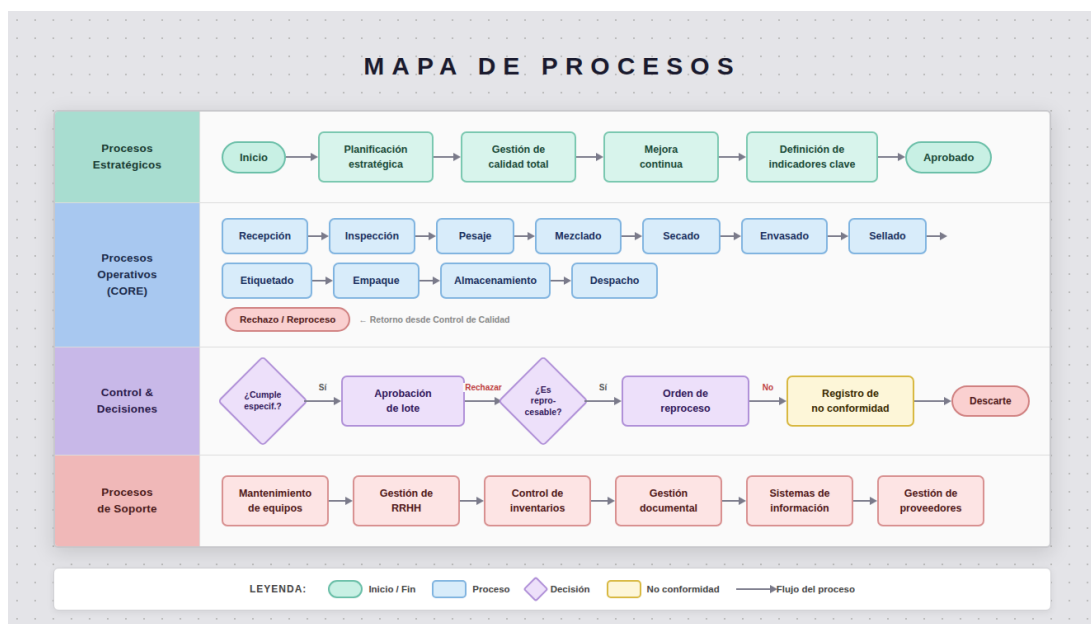 MAPA DE PROCESOS
Procesos
Estratégicos
Inicio
Planificación
estratégica
Gestión de
calidad total
Mejora
continua
Definición de
indicadores clave
Aprobado
Procesos
Operativos
(CORE)
Recepción
Inspección
Pesaje
Mezclado
Secado
Envasado
Sellado
Etiquetado
Empaque
Almacenamiento
Despacho
Rechazo / Reproceso
← Retorno desde Control de Calidad
Control &
Decisiones
¿Cumple
especif.?
Sí
Aprobación
de lote
Rechazar
¿Es
repro-
cesable?
Sí
Orden de
reproceso
No
Registro de
no conformidad
Descarte
Procesos
de Soporte
Mantenimiento
de equipos
Gestión de
RRHH
Control de
inventarios
Gestión
documental
Sistemas de
información
Gestión de
proveedores
LEYENDA:
Inicio / Fin
Proceso
Decisión
No conformidad
Flujo del proceso